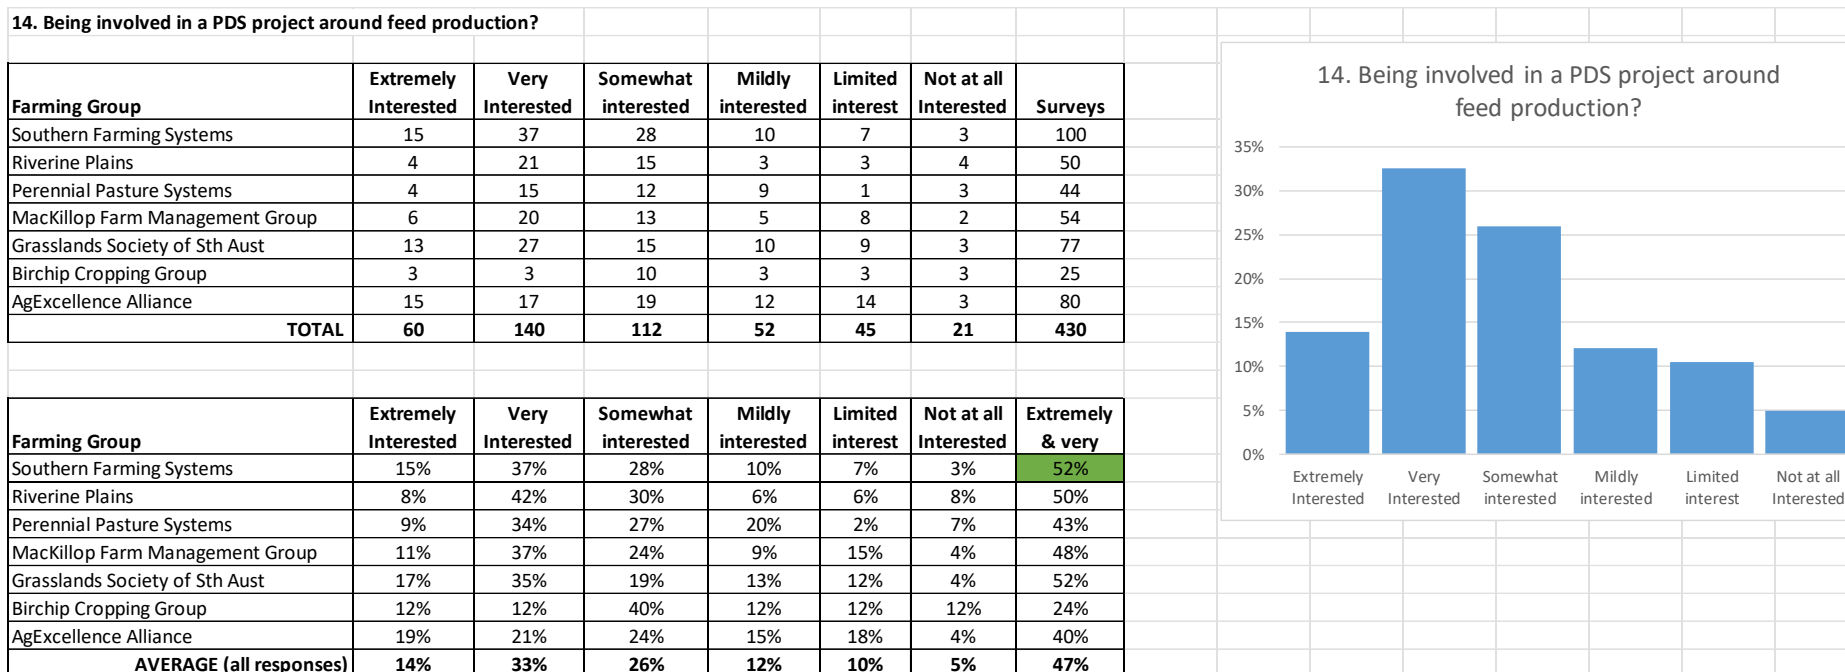 14. Being involved in a PDS project around feed production?
Farming Group Extremely Interested Very Interested Somewhat interested Mildly interested Limited interest Not at all Interested Surveys
Southern Farming Systems 15 37 28 10 7 3 100
Riverine Plains 4 21 15 3 3 4 50
Perennial Pasture Systems 4 15 12 9 1 3 44
MacKillop Farm Management Group 6 20 13 5 8 2 54
Grasslands Society of Sth Aust 13 27 15 10 9 3 77
Birchip Cropping Group 3 3 10 3 3 3 25
AgExcellence Alliance 15 17 19 12 14 3 80
TOTAL 60 140 112 52 45 21 430
Farming Group Extremely Interested Very Interested Somewhat interested Mildly interested Limited interest Not at all Interested Extremely & very
Southern Farming Systems 15% 37% 28% 10% 7% 3% 52%
Riverine Plains 8% 42% 30% 6% 6% 8% 50%
Perennial Pasture Systems 9% 34% 27% 20% 2% 7% 43%
MacKillop Farm Management Group 11% 37% 24% 9% 15% 4% 48%
Grasslands Society of Sth Aust 17% 35% 19% 13% 12% 4% 52%
Birchip Cropping Group 12% 12% 40% 12% 12% 12% 24%
AgExcellence Alliance 19% 21% 24% 15% 18% 4% 40%
AVERAGE (all responses) 14% 33% 26% 12% 10% 5% 47%
14. Being involved in a PDS project around
feed production?
35%
30%
25%
20%
15%
10%
5%
0%
Extremely Very Somewhat Mildly Limited Not at all
Interested Interested interested interested interest Interested